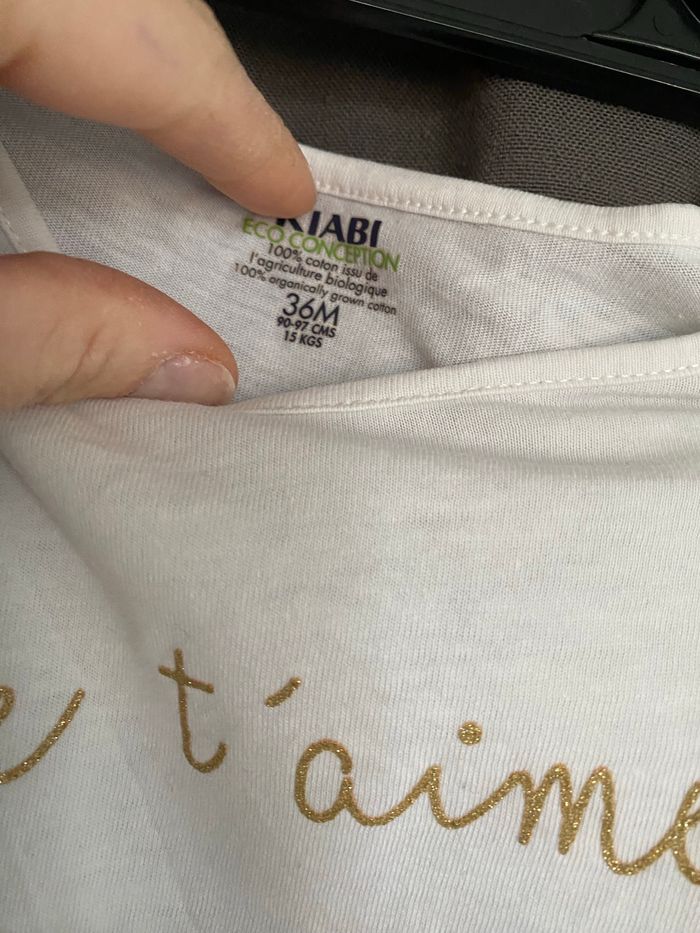 KIABI
ECO CONCEPTION
100% coton issu de
l'agriculture biologique
100% organically grown cotton
36M
90-97 CMS
15 KGS
e t'aime